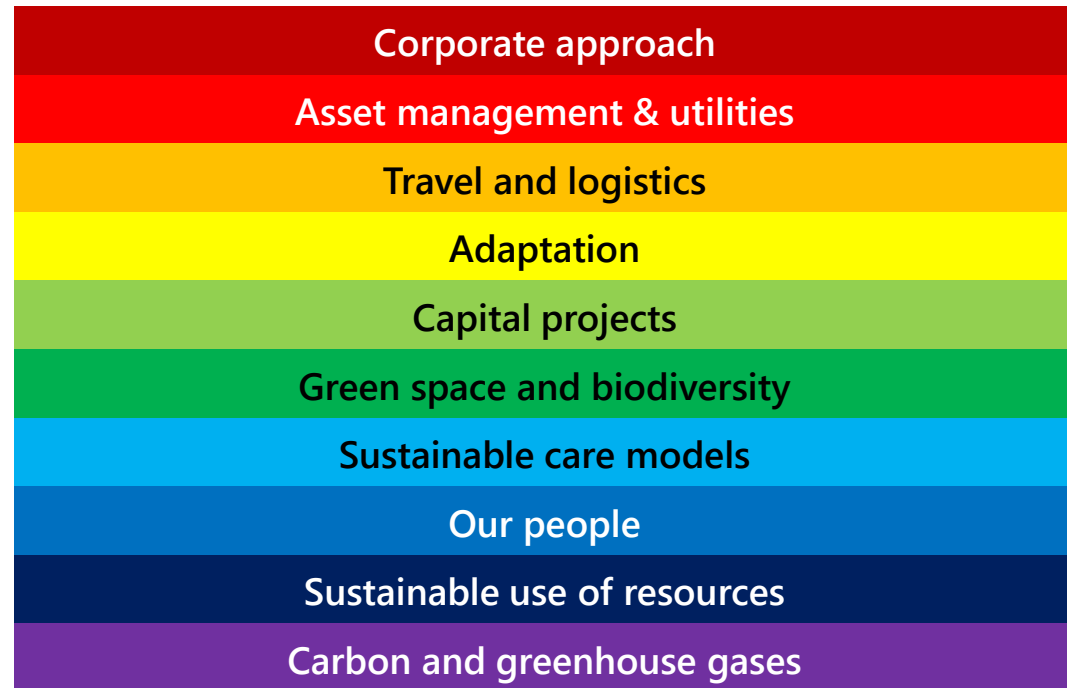 Corporate approach
Asset management & utilities
Travel and logistics
Adaptation
Capital projects
Green space and biodiversity
Sustainable care models
Our people
Sustainable use of resources
Carbon and greenhouse gases